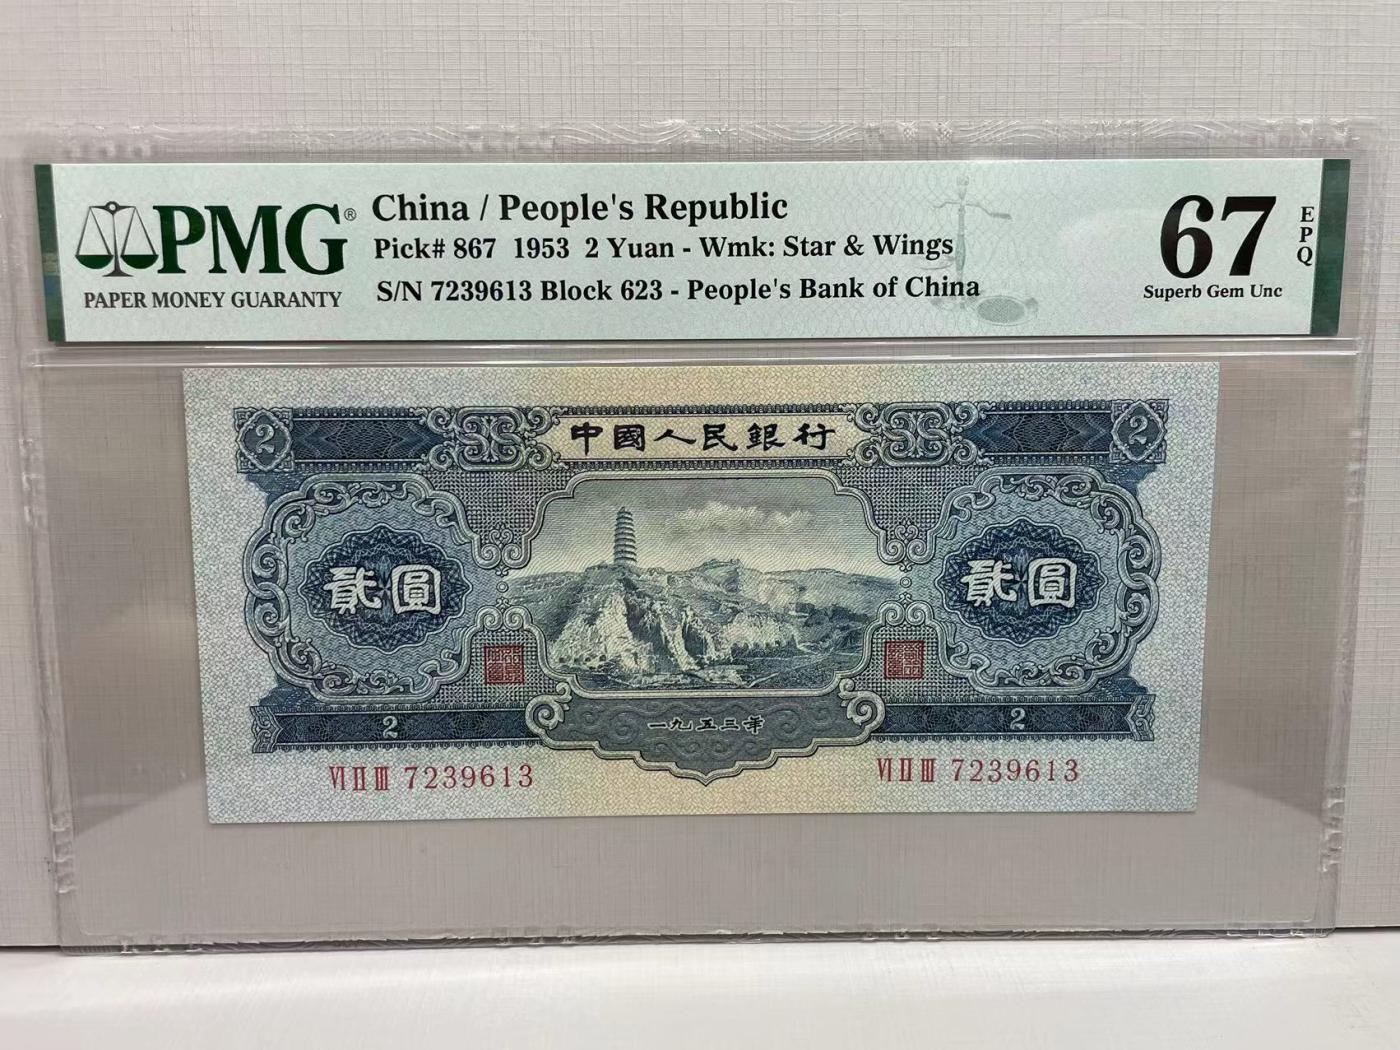 PMG®
PAPER MONEY GUARANTY
China / People's Republic
Pick# 867 1953 2 Yuan - Wmk: Star & Wings
S/N 7239613 Block 623 - People's Bank of China
67
EPQ
Superb Gem Unc
2 中國人民銀行 2
貳圓 貳圓
2 一九五三年 2
VI II III 7239613 VI II III 7239613